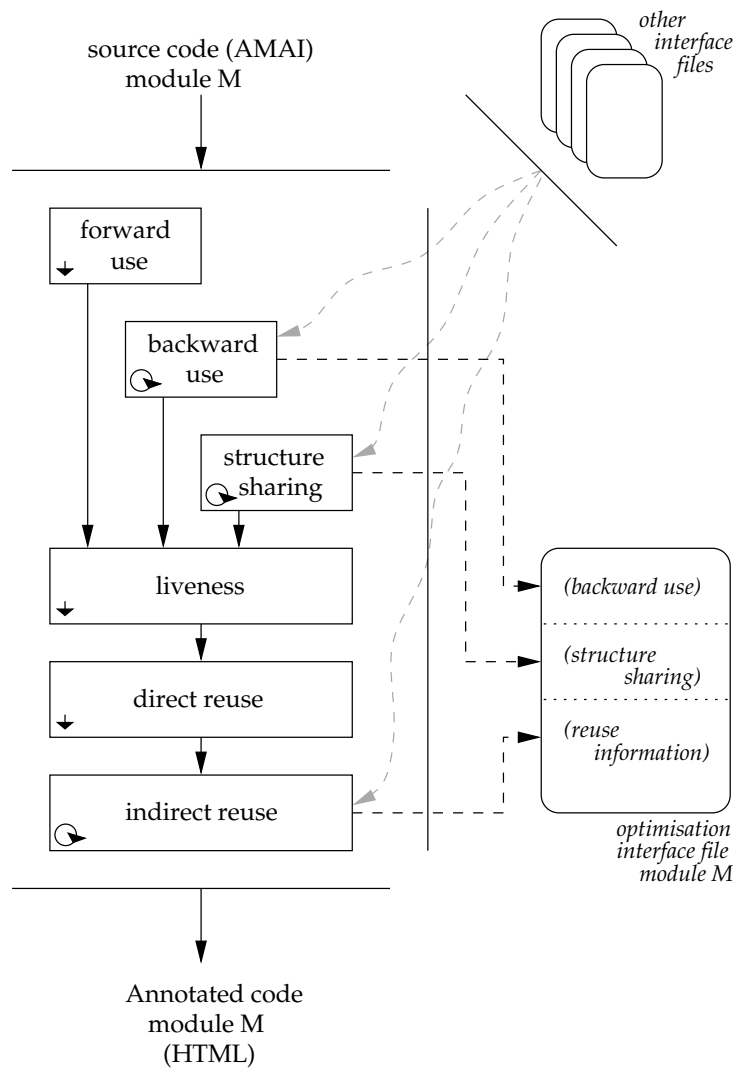 source code (AMAI)
module M
other
interface
files
forward
use
backward
use
structure
sharing
liveness
direct reuse
indirect reuse
(backward use)
(structure
sharing)
(reuse
information)
optimisation
interface file
module M
Annotated code
module M
(HTML)